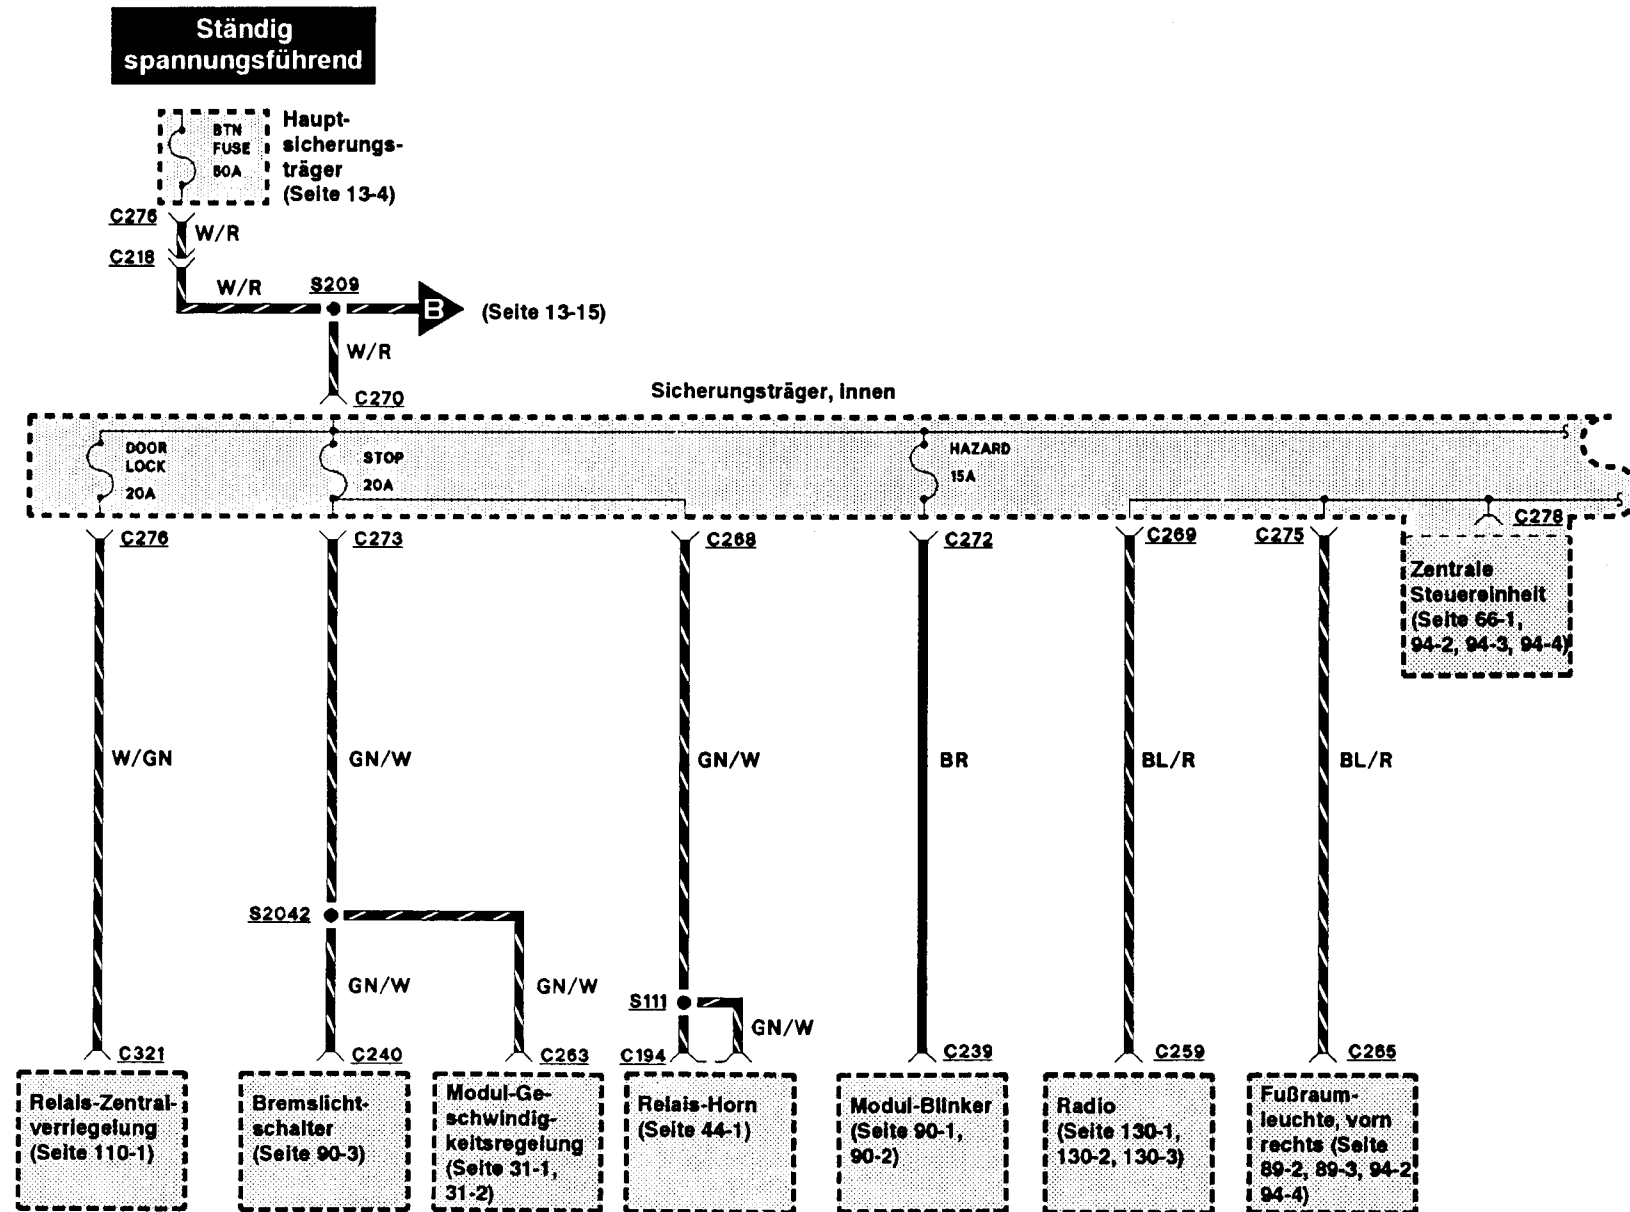 Ständig
spannungsführend
BTN
FUSE
60A
Haupt-
sicherungs-
träger
(Seite 13-4)
C276
W/R
C218
W/R
S209
B
(Seite 13-15)
W/R
C270
Sicherungsträger, innen
DOOR
LOCK
20A
STOP
20A
HAZARD
15A
C276
C273
C268
C272
C269
C275
C278
Zentrale
Steuereinheit
(Seite 66-1,
94-2, 94-3, 94-4)
W/GN
GN/W
GN/W
BR
BL/R
BL/R
S2042
GN/W
GN/W
S111
GN/W
C321
C240
C263
C194
C239
C259
C265
Relais-Zentral-
verriegelung
(Seite 110-1)
Bremslicht-
schalter
(Seite 90-3)
Modul-Ge-
schwindig-
keitsregelung
(Seite 31-1,
31-2)
Relais-Horn
(Seite 44-1)
Modul-Blinker
(Seite 90-1,
90-2)
Radio
(Seite 130-1,
130-2, 130-3)
Fußraum-
leuchte, vorn
rechts (Seite
89-2, 89-3, 94-2
94-4)